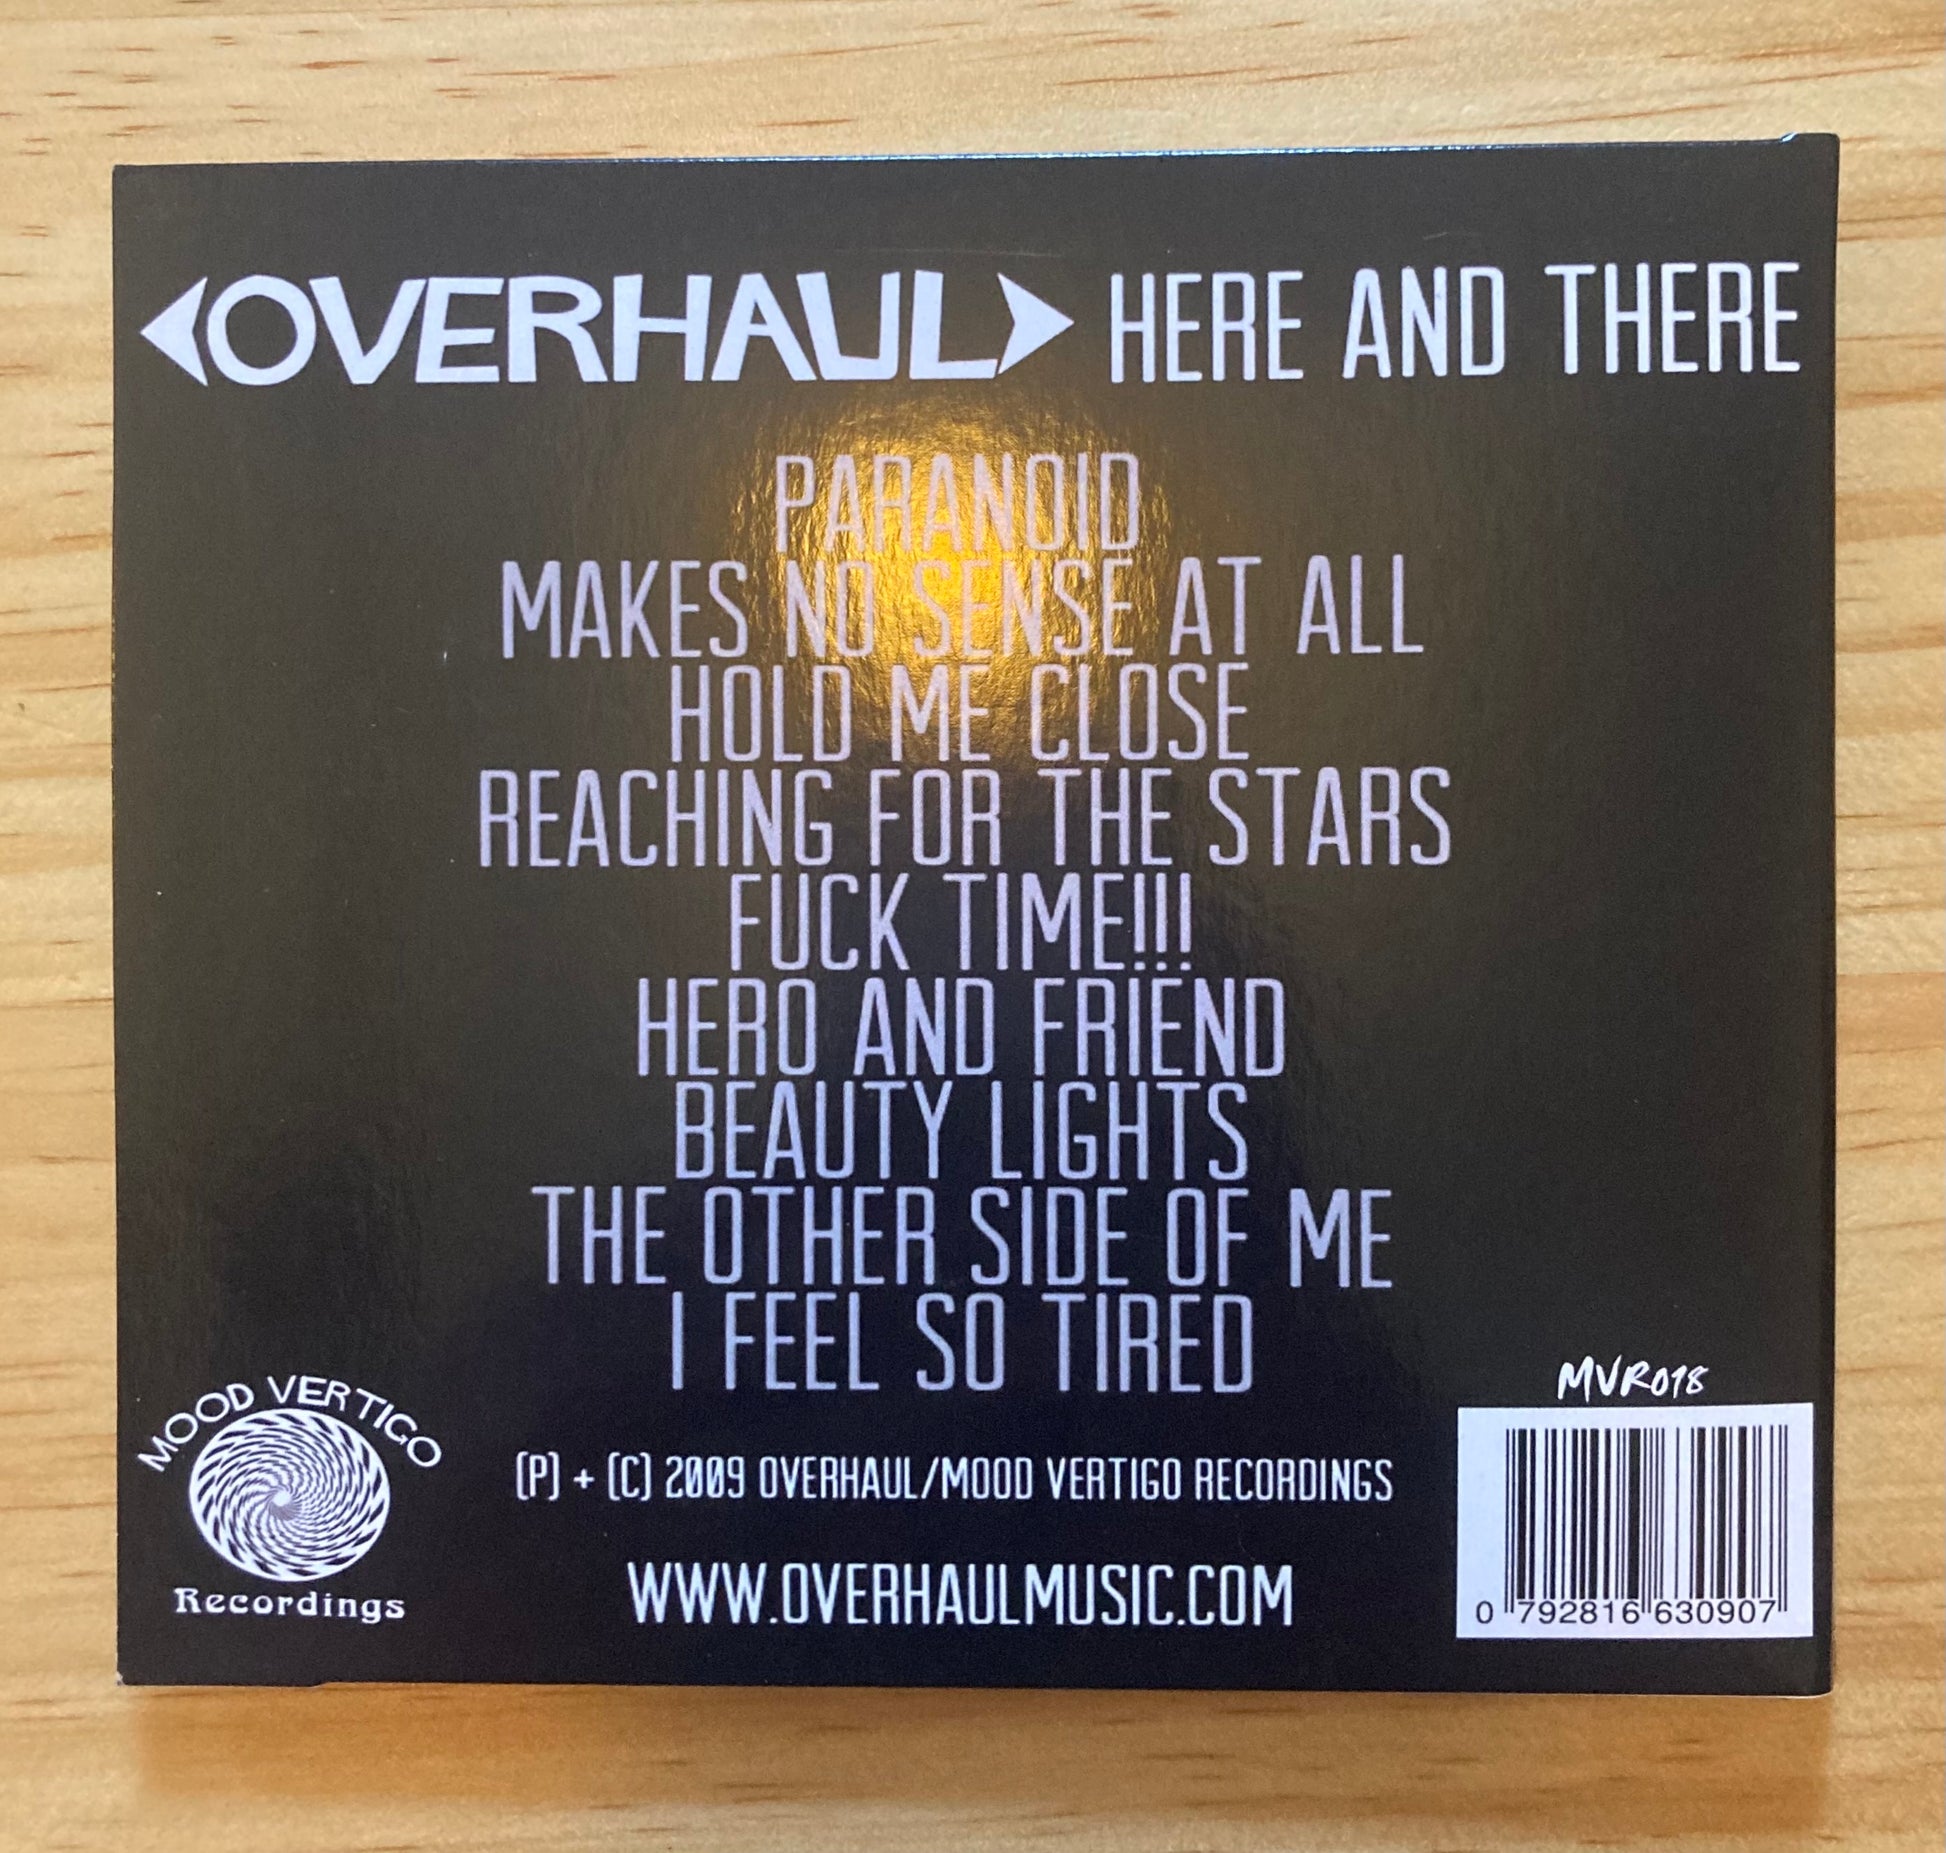 OVERHAUL HERE AND THERE
PARANOID
MAKES NO SENSE AT ALL
HOLD ME CLOSE
REACHING FOR THE STARS
FUCK TIME!!!
HERO AND FRIEND
BEAUTY LIGHTS
THE OTHER SIDE OF ME
I FEEL SO TIRED
MOOD VERTIGO
Recordings
(P) + (C) 2009 OVERHAUL/MOOD VERTIGO RECORDINGS
WWW.OVERHAULMUSIC.COM
MVR018
0 792816 630907